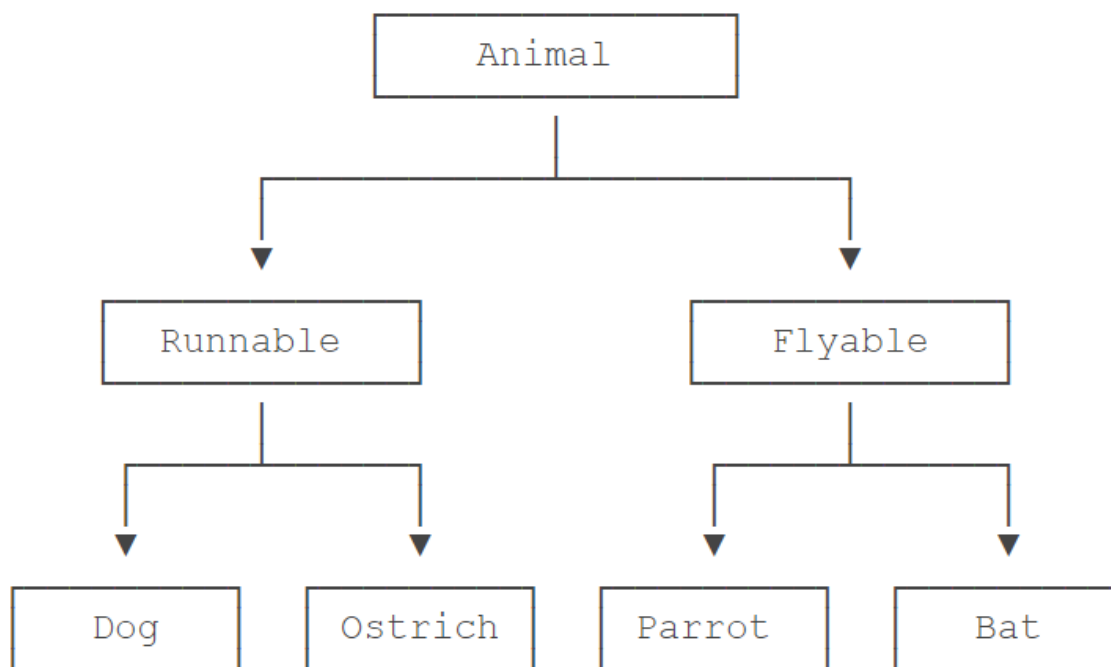 Animal
Runnable
Flyable
Dog
Ostrich
Parrot
Bat